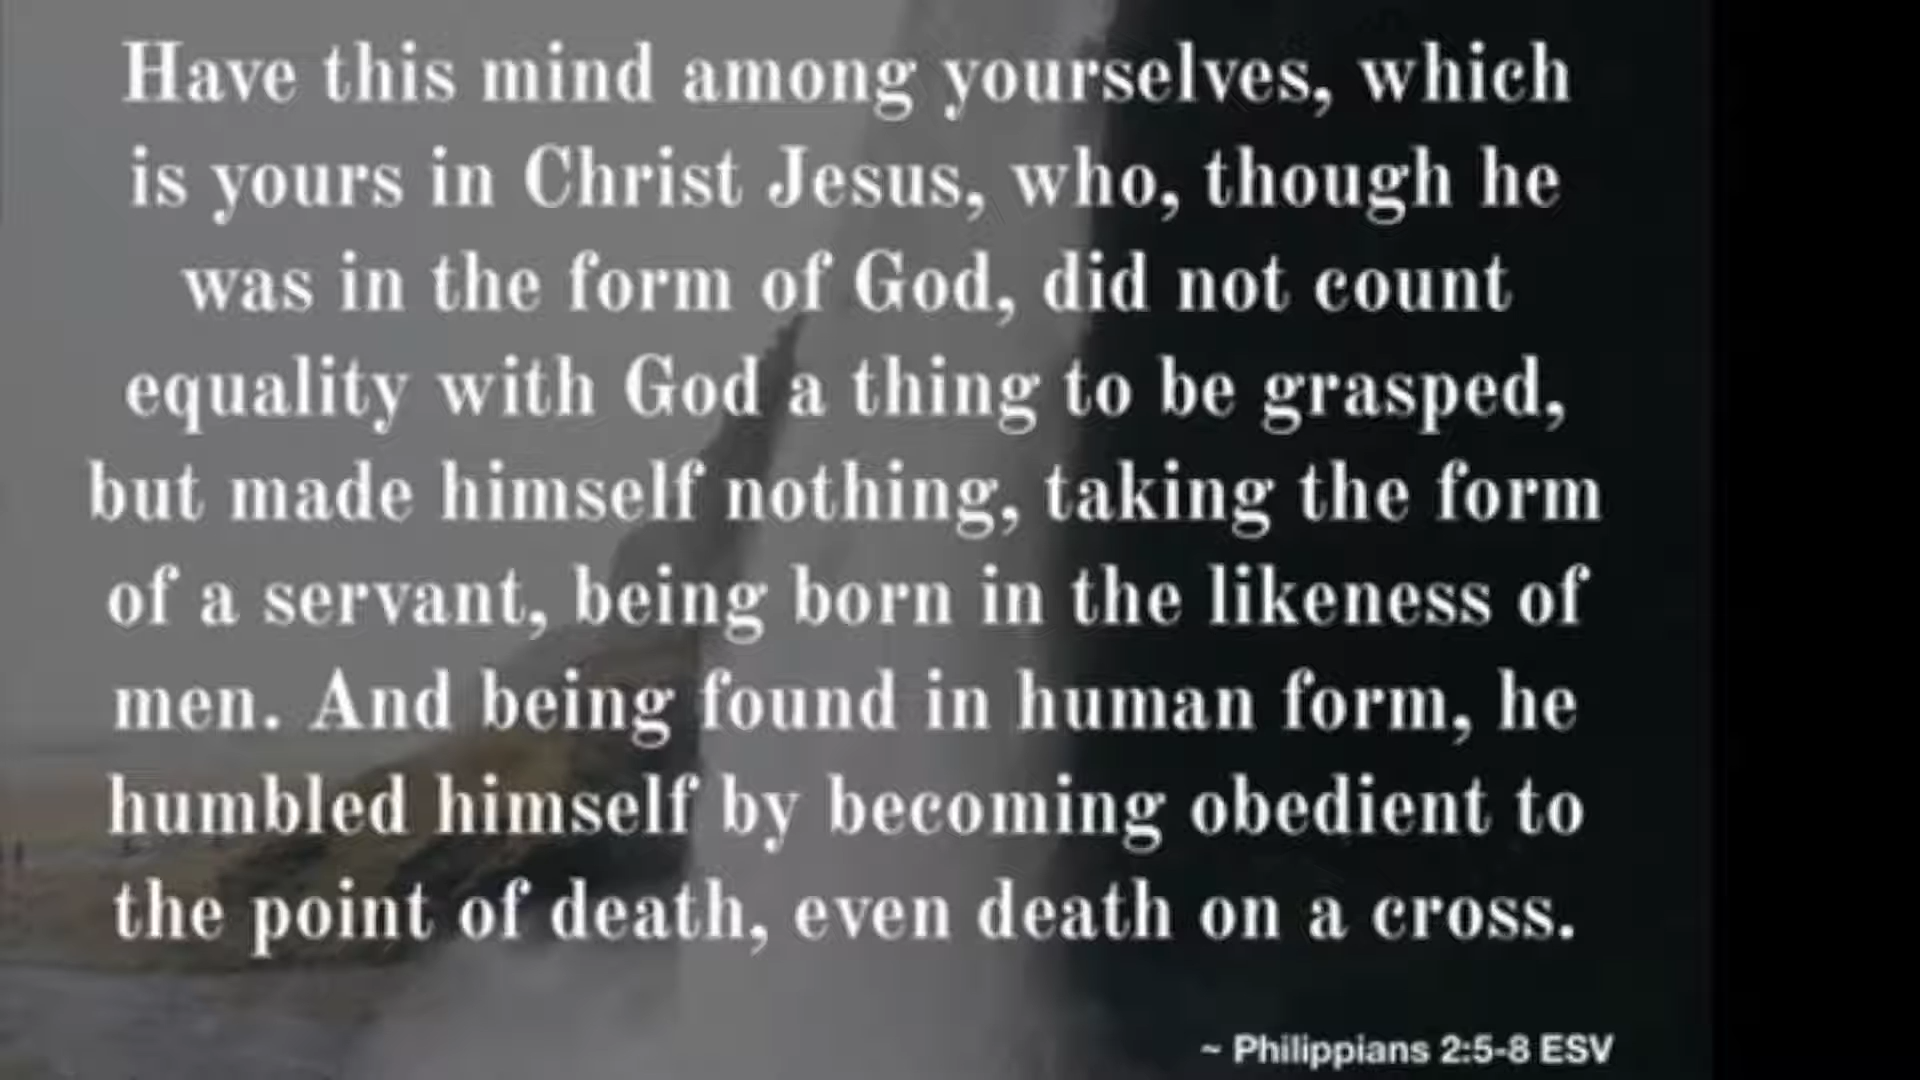 Have this mind among yourselves, which
is yours in Christ Jesus, who, though he
was in the form of God, did not count
equality with God a thing to be grasped,
but made himself nothing, taking the form
of a servant, being born in the likeness of
men. And being found in human form, he
humbled himself by becoming obedient to
the point of death, even death on a cross.
~ Philippians 2:5-8 ESV